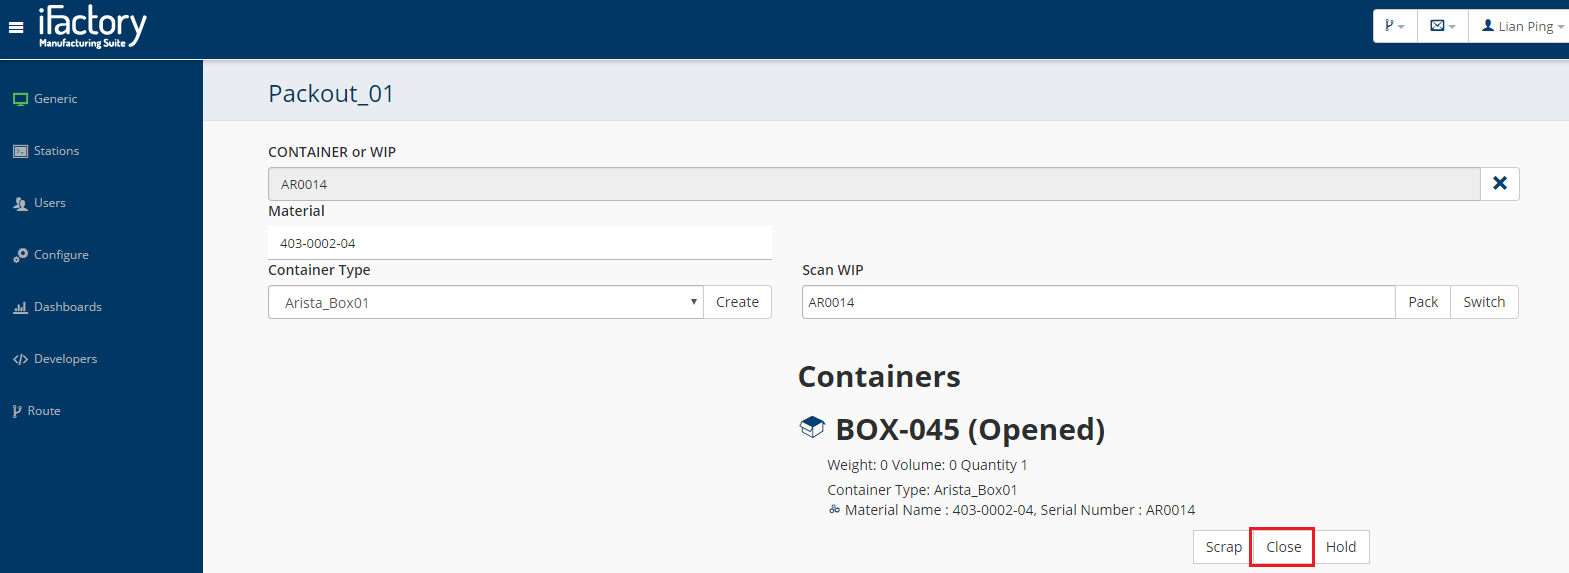 iFactory
Manufacturing Suite
Lian Ping
Generic
Stations
Users
Configure
Dashboards
Developers
Route
Packout_01
CONTAINER or WIP
AR0014
Material
403-0002-04
Container Type
Arista_Box01
Create
Scan WIP
AR0014
Pack
Switch
Containers
BOX-045 (Opened)
Weight: 0 Volume: 0 Quantity 1
Container Type: Arista_Box01
Material Name : 403-0002-04, Serial Number : AR0014
Scrap
Close
Hold